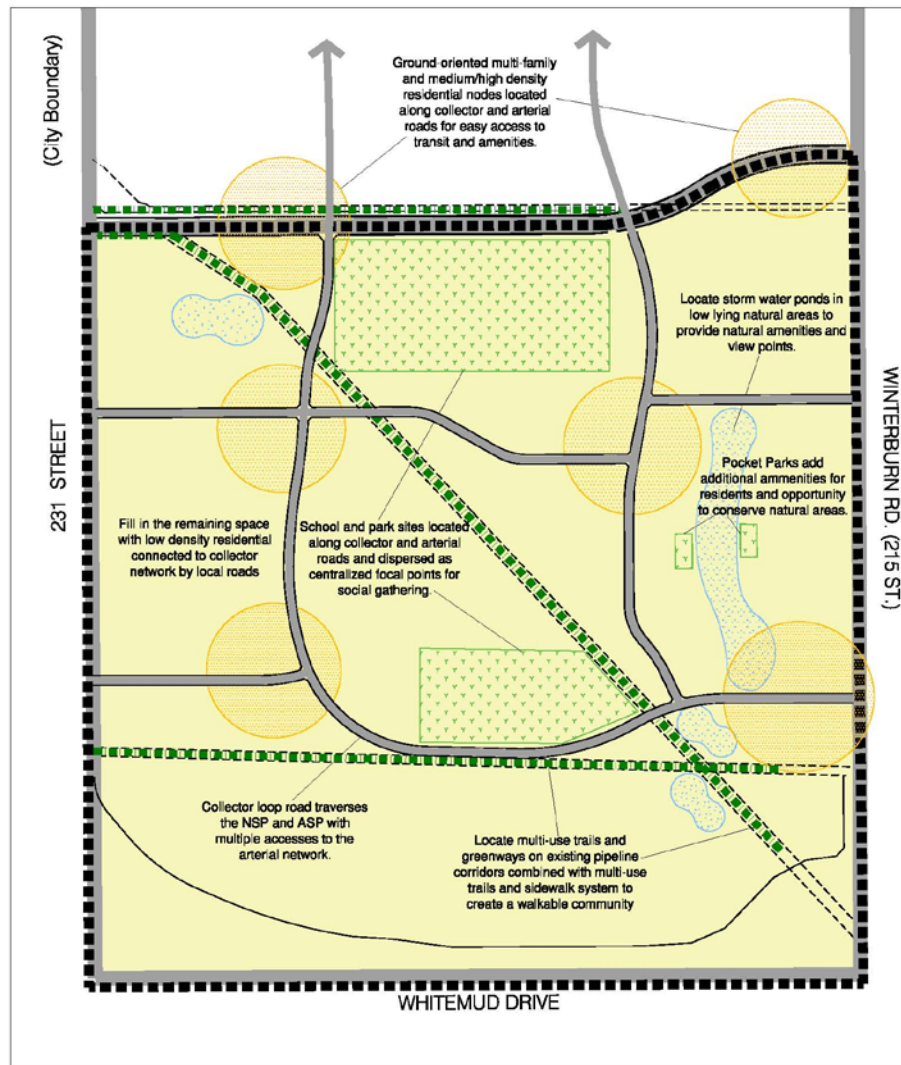 (City Boundary)
Ground-oriented multi-family
and medium/high density
residential nodes located
along collector and arterial
roads for easy access to
transit and amenities.
Locate storm water ponds in
low lying natural areas to
provide natural amenities and
view points.
231 STREET
WINTERBURN RD. (215 ST.)
Pocket Parks add
additional ammenities for
residents and opportunity
to conserve natural areas.
Fill in the remaining space
with low density residential
connected to collector
network by local roads
School and park sites located
along collector and arterial
roads and dispersed as
centralized focal points for
social gathering.
Collector loop road traverses
the NSP and ASP with
multiple accesses to the
arterial network.
Locate multi-use trails and
greenways on existing pipeline
corridors combined with multi-use
trails and sidewalk system to
create a walkable community
WHITEMUD DRIVE